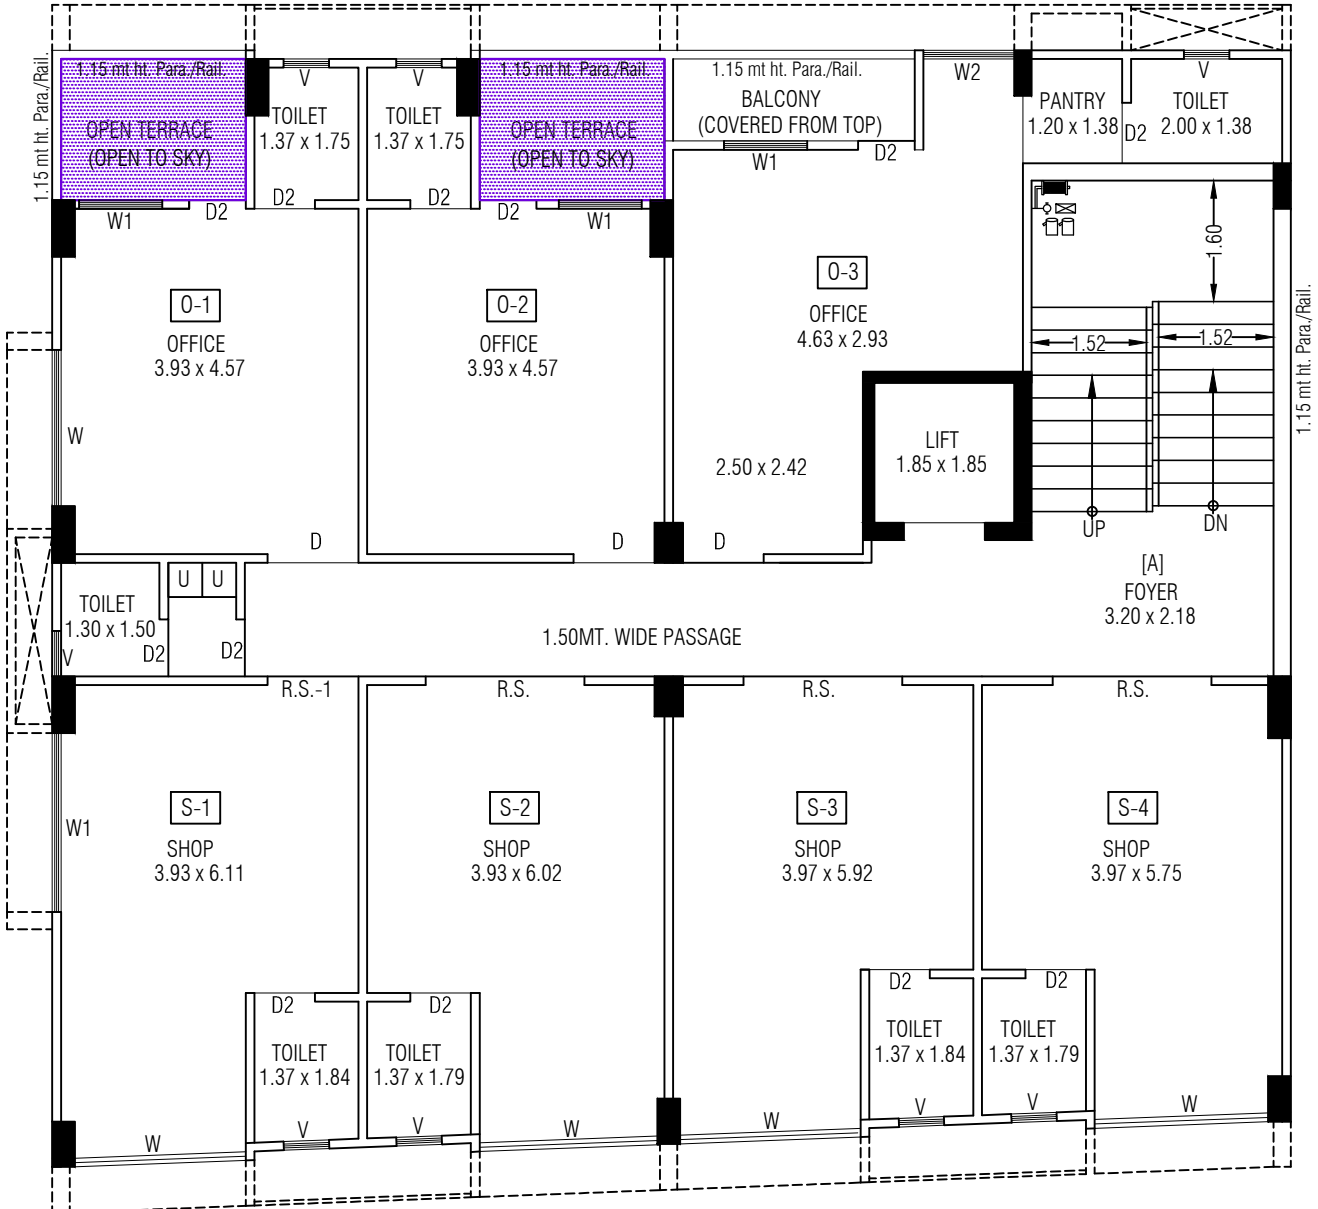 1.15 mt ht. Para./Rail.
1.15 mt ht. Para./Rail.
OPEN TERRACE
(OPEN TO SKY)
V
TOILET
1.37 x 1.75
V
TOILET
1.37 x 1.75
1.15 mt ht. Para./Rail.
OPEN TERRACE
(OPEN TO SKY)
1.15 mt ht. Para./Rail.
BALCONY
(COVERED FROM TOP)
W2
PANTRY
1.20 x 1.38
D2
V
TOILET
2.00 x 1.38
W1
D2
D2
D2
D2
W1
W1
D2
1.60
O-1
OFFICE
3.93 x 4.57
O-2
OFFICE
3.93 x 4.57
O-3
OFFICE
4.63 x 2.93
1.52
1.52
1.15 mt ht. Para./Rail.
W
2.50 x 2.42
LIFT
1.85 x 1.85
UP
DN
D
D
D
[A]
FOYER
3.20 x 2.18
TOILET
1.30 x 1.50
U
U
V
D2
D2
1.50MT. WIDE PASSAGE
R.S.-1
R.S.
R.S.
R.S.
W1
S-1
SHOP
3.93 x 6.11
S-2
SHOP
3.93 x 6.02
S-3
SHOP
3.97 x 5.92
S-4
SHOP
3.97 x 5.75
D2
D2
D2
D2
TOILET
1.37 x 1.84
TOILET
1.37 x 1.79
TOILET
1.37 x 1.84
TOILET
1.37 x 1.79
W
V
V
W
W
V
V
W